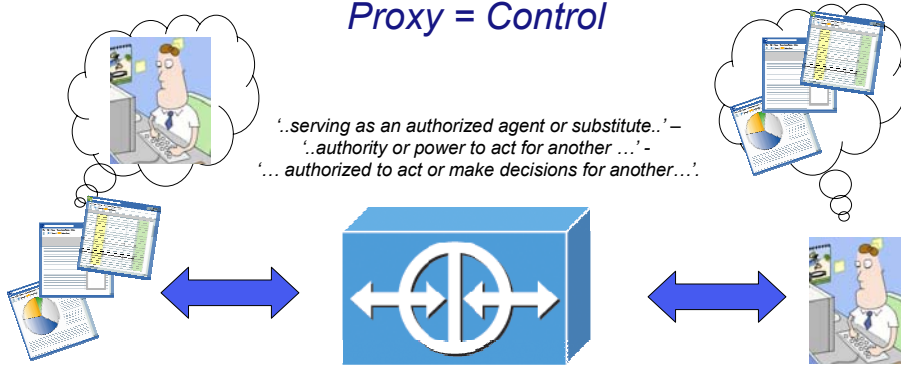 Proxy = Control
‘..serving as an authorized agent or substitute..’ –
‘..authority or power to act for another …’ -
‘… authorized to act or make decisions for another…’.